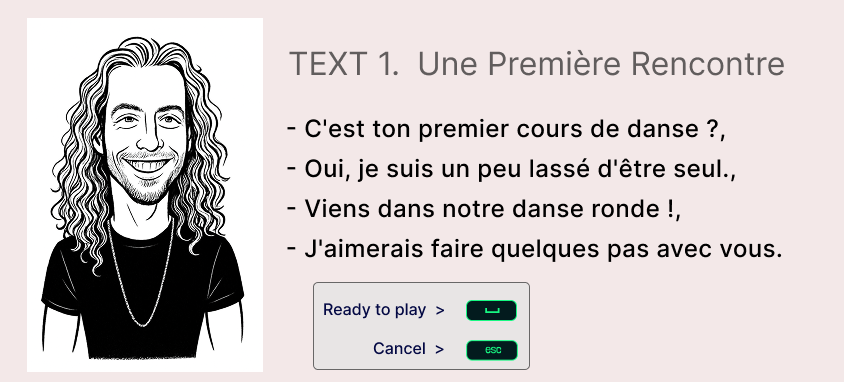 TEXT 1. Une Première Rencontre
- C'est ton premier cours de danse ?,
- Oui, je suis un peu lassé d'être seul.,
- Viens dans notre danse ronde !,
- J'aimerais faire quelques pas avec vous.
Ready to play >
Cancel > esc